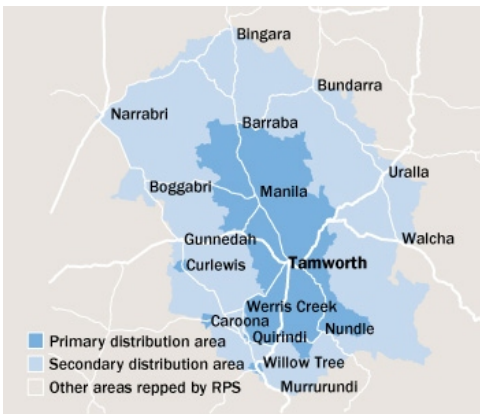 Bingara
Bundarra
Narrabri
Barraba
Uralla
Boggabri
Manila
Gunnedah
Walcha
Curlewis
Tamworth
Werris Creek
Caroona
Nundle
Quirindi
Primary distribution area
Secondary distribution area
Willow Tree
Other areas repped by RPS
Murrurundi